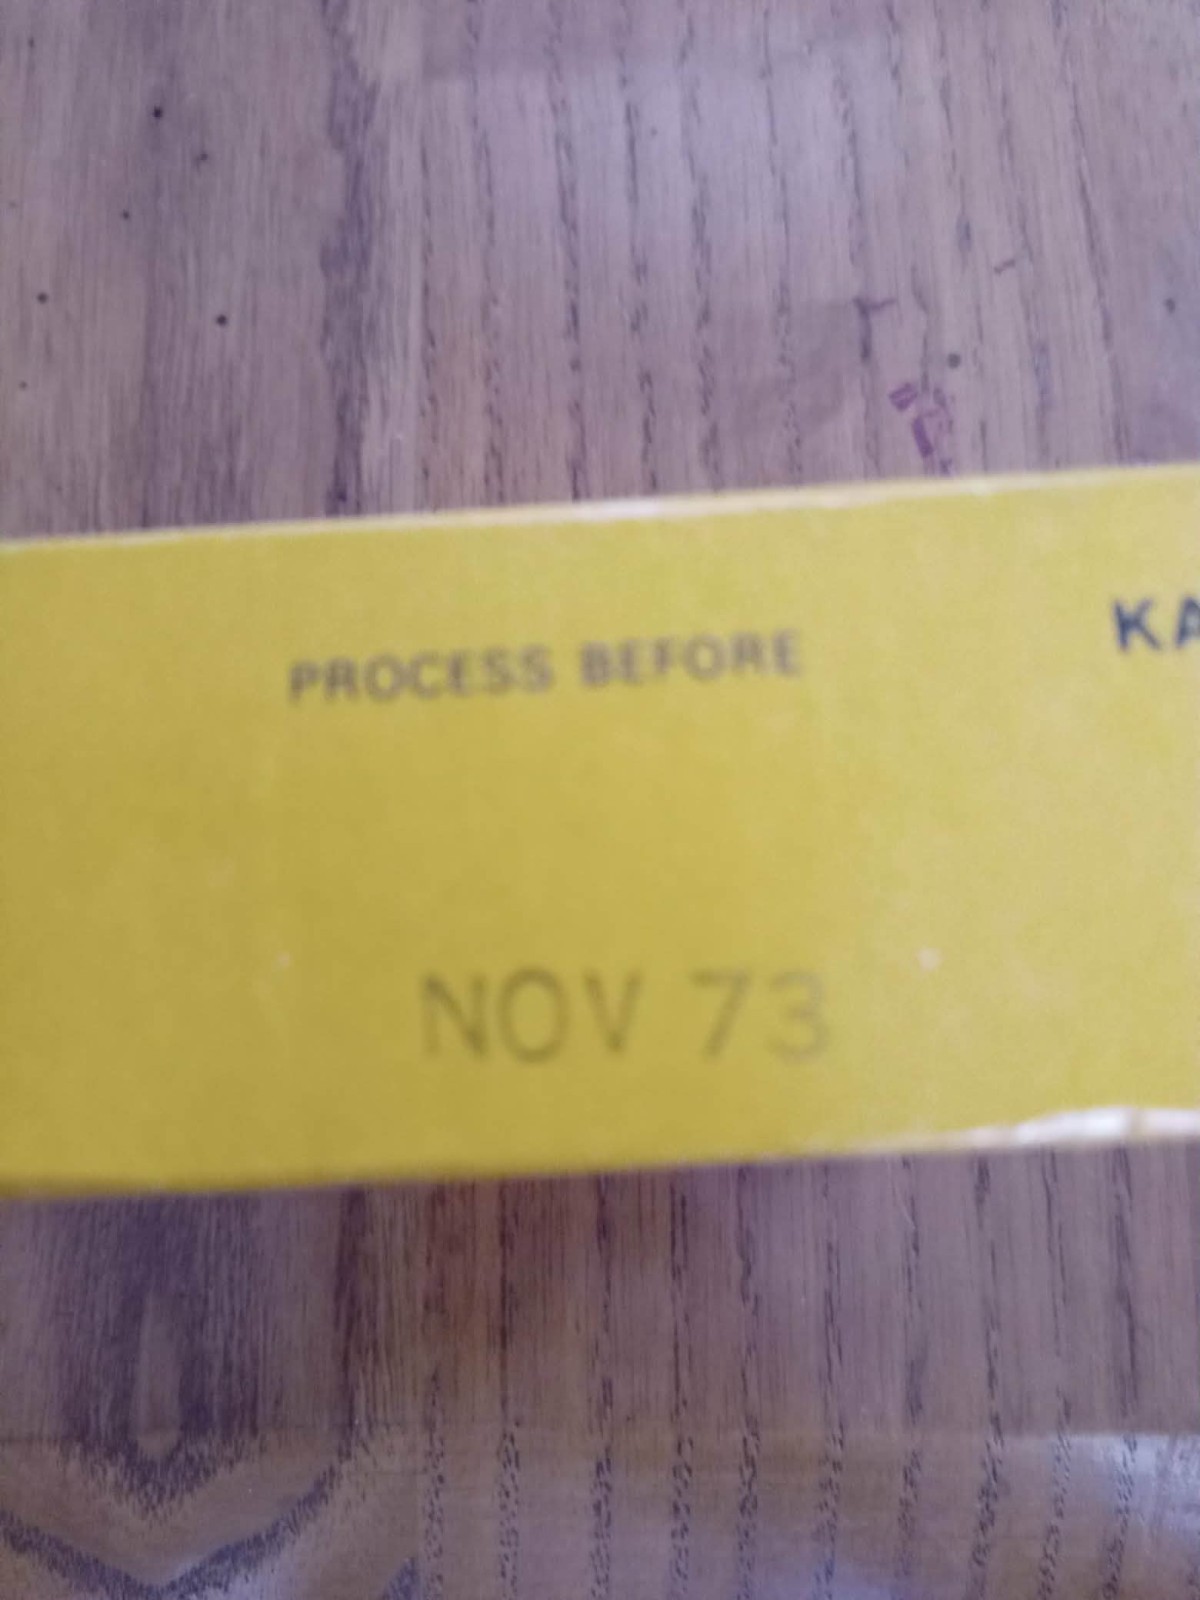 PROCESS BEFORE
KA
NOV 73